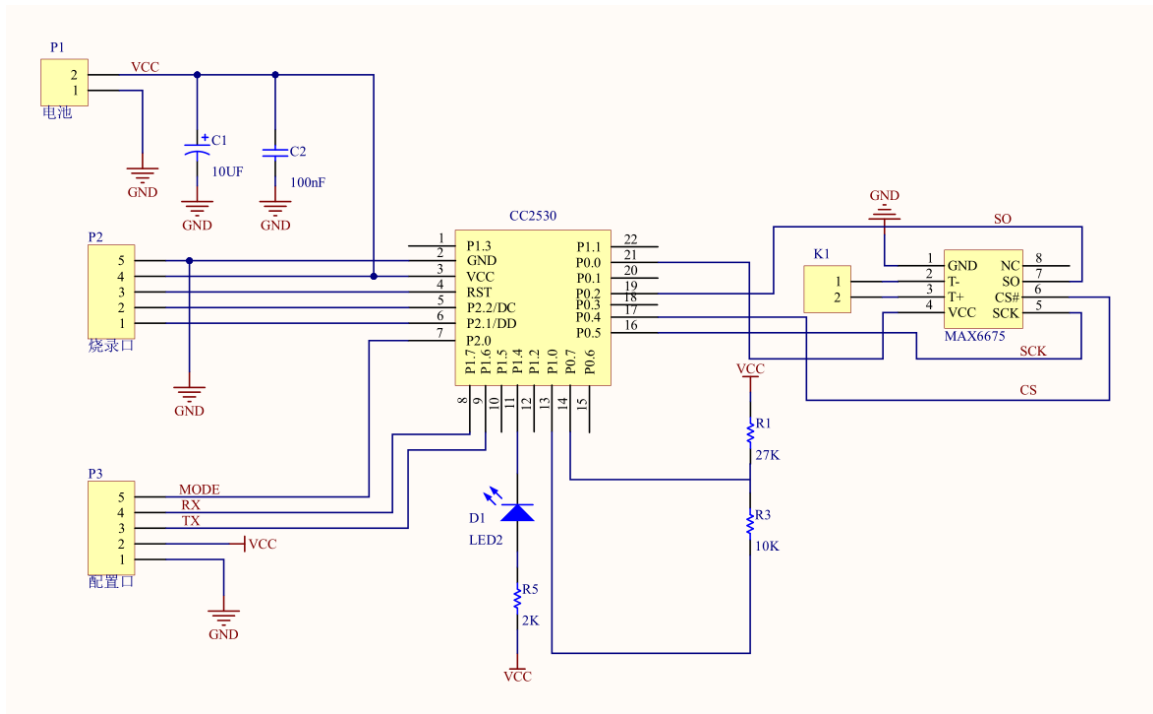 P1
2
VCC
1
电池
+
C1
10UF
C2
100nF
GND
GND
GND
P2
5
4
3
2
1
烧录口
GND
CC2530
1
P1.3
2
GND
3
VCC
4
RST
5
P2.2/DC
6
P2.1/DD
7
P2.0
P1.1
22
P0.0
21
P0.1
20
P0.2
19
P0.3
18
P0.4
17
P0.5
16
P1.7
P1.6
P1.5
P1.4
P1.2
P1.0
P0.7
P0.6
8
9
10
11
12
13
14
15
GND
SO
K1
1
2
1
GND
2
T-
3
T+
4
VCC
NC
8
SO
7
CS#
6
SCK
5
MAX6675
SCK
CS
VCC
R1
27K
R3
10K
P3
5
MODE
4
RX
3
TX
2
VCC
1
配置口
GND
D1
LED2
R5
2K
VCC